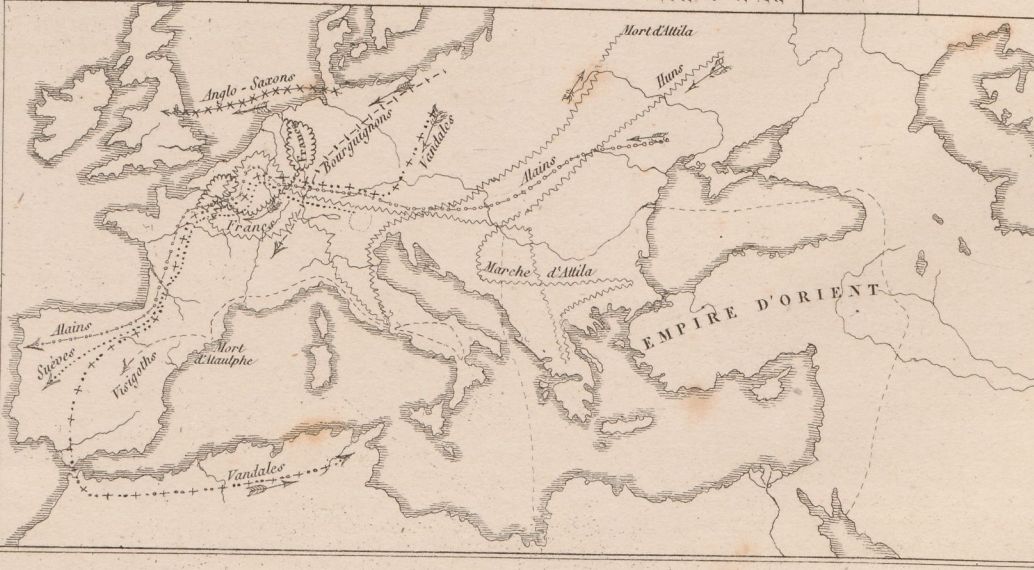 Mort d'Attila
Huns
Anglo-Saxons
Francs
Bourguignons
Vandales
Alains
Francs
Marche d'Attila
EMPIRE D'ORIENT
Alains
Suèves
Visigoths
Mort
d'Ataulphe
Vandales